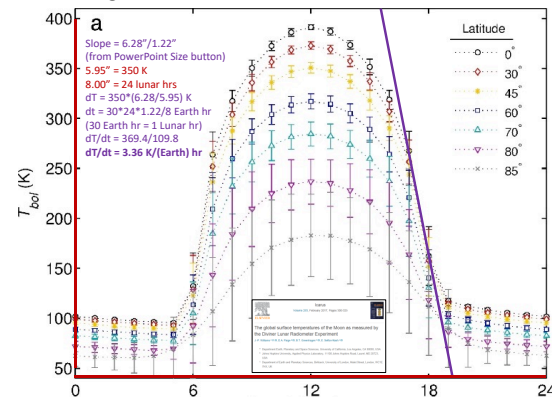 a
Slope = 6.28”/1.22”
(from PowerPoint Size button)
5.95” = 350 K
8.00” = 24 lunar hrs
dT = 350*(6.28/5.95) K
dt = 30*24*1.22/8 Earth hr
(30 Earth hr = 1 Lunar hr)
dT/dt = 369.4/109.8
dT/dt = 3.36 K/(Earth) hr
Latitude
0°
30°
45°
60°
70°
80°
85°
T_bol (K)
400
350
300
250
200
150
100
50
0
6
12
18
24
Icarus
The global surface temperatures of the Moon as measured by
the Diviner Lunar Radiometer Experiment